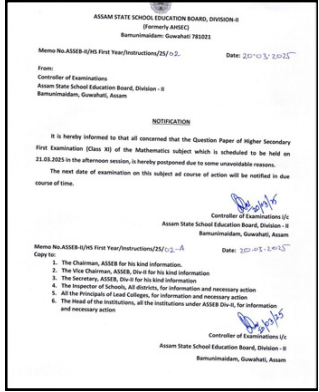 ASSAM STATE SCHOOL EDUCATION BOARD, DIVISION-II
(Formerly AHSEC)
Bamunimaidam: Guwahati 781021
Memo No.ASSEB-II/HS First Year/Instructions/25/02. Date: 20-03-2025
From:
Controller of Examinations
Assam State School Education Board, Division - II
Bamunimaidam, Guwahati, Assam
NOTIFICATION
It is hereby informed to that all concerned that the Question Paper of Higher Secondary
First Examination (Class XI) of the Mathematics subject which is scheduled to be held on
21.03.2025 in the afternoon session, is hereby postponed due to some unavoidable reasons.
The next date of examination on this subject ad course of action will be notified in due
course of time.
20/03/25
Controller of Examinations i/c
Assam State School Education Board, Division - II
Bamunimaidam, Guwahati, Assam
Memo No.ASSEB-II/HS First Year/Instructions/25/02-A Date: 20-03-2025
Copy to:
1. The Chairman, ASSEB for his kind information.
2. The Vice Chairman, ASSEB, Div-II for kind information
3. The Secretary, ASSEB, Div-II for kind information
4. The Inspector of Schools, All districts, for information and necessary action
5. All the Principals of Lead Colleges, for information and necessary action
6. The Head of the Institutions, all the institutions under ASSEB Div-II, for information
and necessary action
20/03/25
Controller of Examinations i/c
Assam State School Education Board, Division - II
Bamunimaidam, Guwahati, Assam